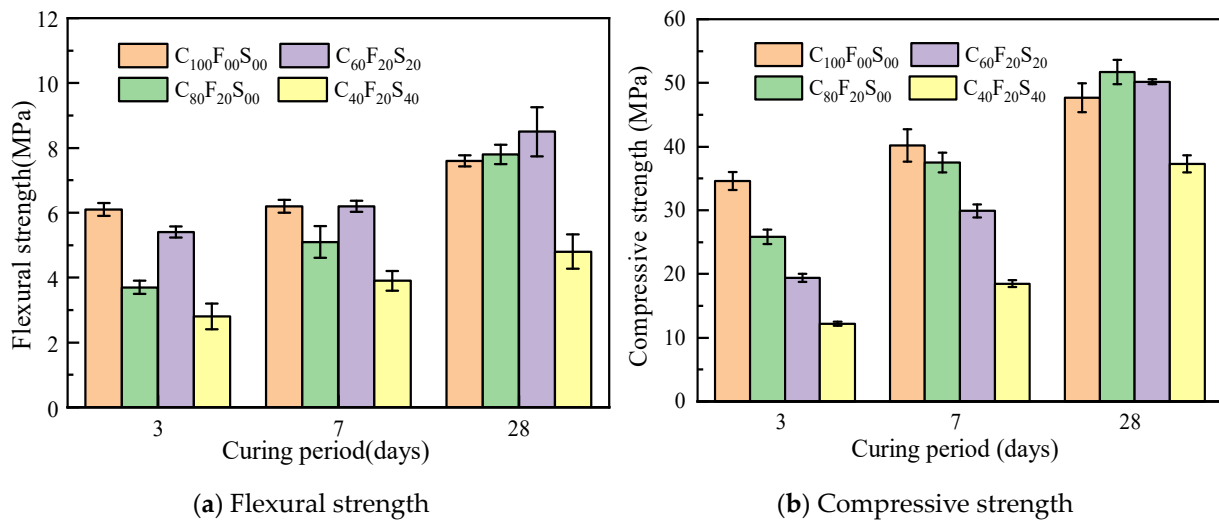 12
10
8
6
4
2
0
Flexural strength(MPa)
C₁₀₀F₀₀S₀₀
C₆₀F₂₀S₂₀
C₈₀F₂₀S₀₀
C₄₀F₂₀S₄₀
3
7
28
Curing period(days)
(a) Flexural strength
60
50
40
30
20
10
0
Compressive strength (MPa)
C₁₀₀F₀₀S₀₀
C₆₀F₂₀S₂₀
C₈₀F₂₀S₀₀
C₄₀F₂₀S₄₀
3
7
28
Curing period (days)
(b) Compressive strength